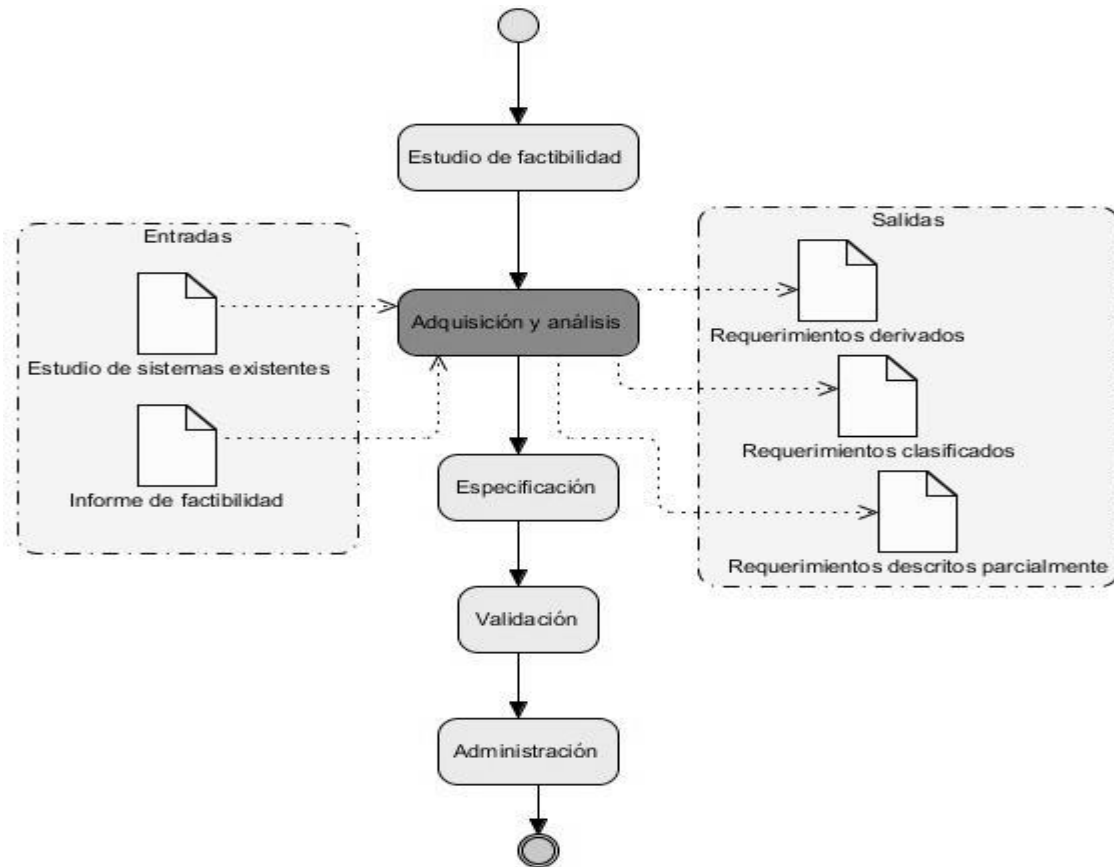 Estudio de factibilidad
Entradas
Estudio de sistemas existentes
Informe de factibilidad
Adquisición y análisis
Salidas
Requerimientos derivados
Requerimientos clasificados
Requerimientos descritos parcialmente
Especificación
Validación
Administración